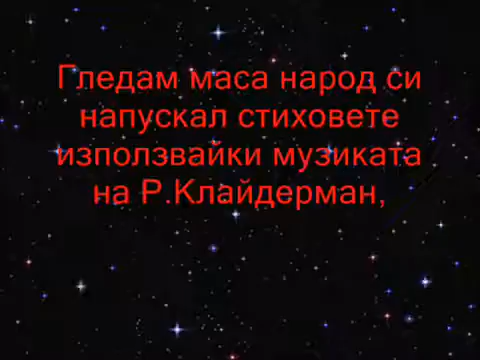 Гледам маса народ си
напускал стиховете
използвайки музиката
на Р.Клайдерман,